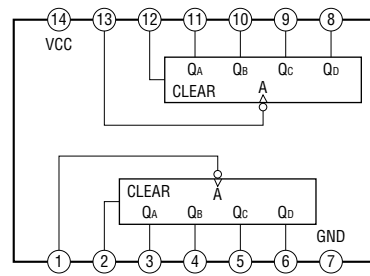 14 13 12 11 10 9 8
VCC
QA QB QC QD
CLEAR A
CLEAR A
QA QB QC QD
GND
1 2 3 4 5 6 7